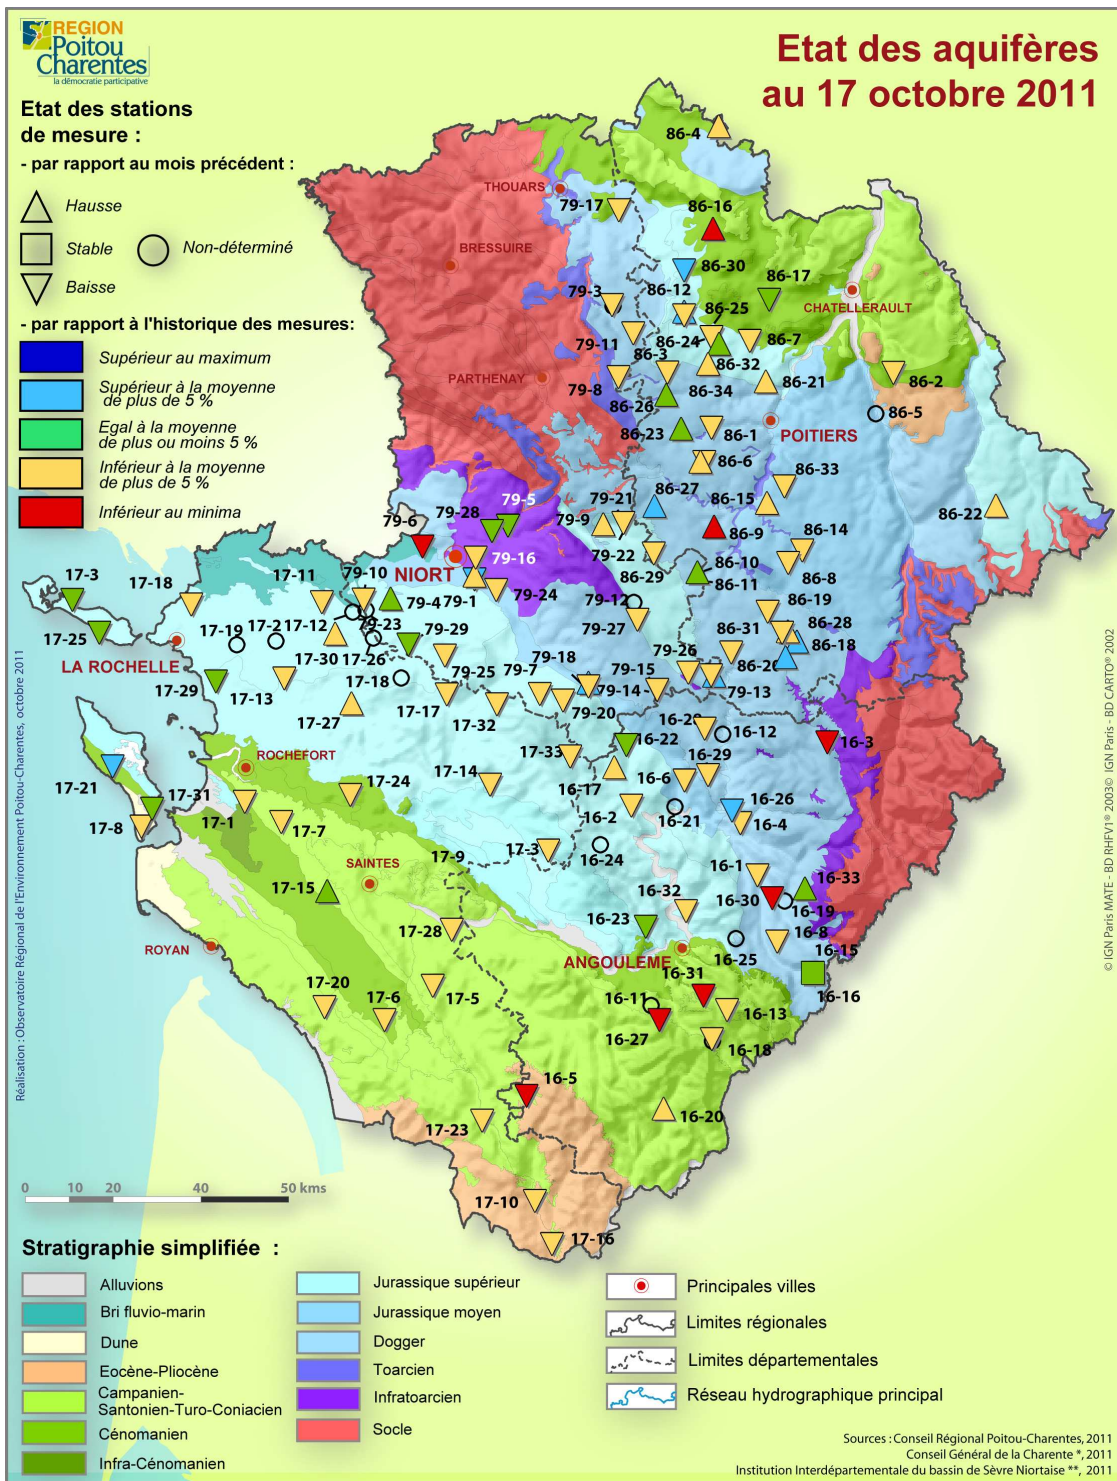 REGION
Poitou
Charentes
la démocratie participative
Etat des aquifères
au 17 octobre 2011
Etat des stations
de mesure :
- par rapport au mois précédent :
Hausse
Stable
Non-déterminé
Baisse
- par rapport à l'historique des mesures:
Supérieur au maximum
Supérieur à la moyenne
de plus de 5 %
Egal à la moyenne
de plus ou moins 5 %
Inférieur à la moyenne
de plus de 5 %
Inférieur au minima
86-4
THOUARS
79-17
86-16
BRESSUIRE
86-30
86-17
79-3
86-12
86-25
CHATELLERAULT
79-11
86-24
86-7
86-3
86-32
PARTHENAY
79-8
86-34
86-21
86-2
86-26
86-5
86-23
86-1
POITIERS
86-6
86-33
86-27
79-5
79-21
86-15
79-28
79-6
79-9
86-22
86-9
86-14
79-16
79-22
NIORT
86-10
86-29
86-11
86-8
17-3
17-18
17-11
79-10
79-4
79-1
79-24
79-12
86-19
17-25
17-19
17-2
17-12
79-23
79-29
79-27
86-31
86-28
86-18
LA ROCHELLE
17-30
17-26
79-25
79-7
79-18
79-15
79-26
86-20
17-29
17-13
17-18
79-14
79-13
17-27
17-17
17-32
79-20
16-28
16-12
16-22
16-3
ROCHEFORT
17-33
16-29
17-21
17-31
17-24
17-14
16-17
16-6
16-26
17-8
17-1
17-7
16-2
16-21
16-4
17-9
17-3
16-24
SAINTES
16-1
17-15
16-32
16-30
16-33
16-19
16-23
17-28
16-8
ROYAN
ANGOULEME
16-25
16-15
16-31
16-16
17-20
17-6
17-5
16-11
16-13
16-27
16-18
16-5
16-20
17-23
17-10
17-16
0 10 20 40 50 kms
Stratigraphie simplifiée :
Alluvions
Bri fluvio-marin
Dune
Eocène-Pliocène
Campanien-
Santonien-Turo-Coniacien
Cénomanien
Infra-Cénomanien
Jurassique supérieur
Jurassique moyen
Dogger
Toarcien
Infratoarcien
Socle
Principales villes
Limites régionales
Limites départementales
Réseau hydrographique principal
Sources : Conseil Régional Poitou-Charentes, 2011
Conseil Général de la Charente *, 2011
Institution Interdépartementale du bassin de Sèvre Niortaise **, 2011
Réalisation : Observatoire Régional de l'Environnement Poitou-Charentes, octobre 2011
© IGN Paris MATE - BD RHFV1® 2003© IGN Paris - BD CARTO® 2002